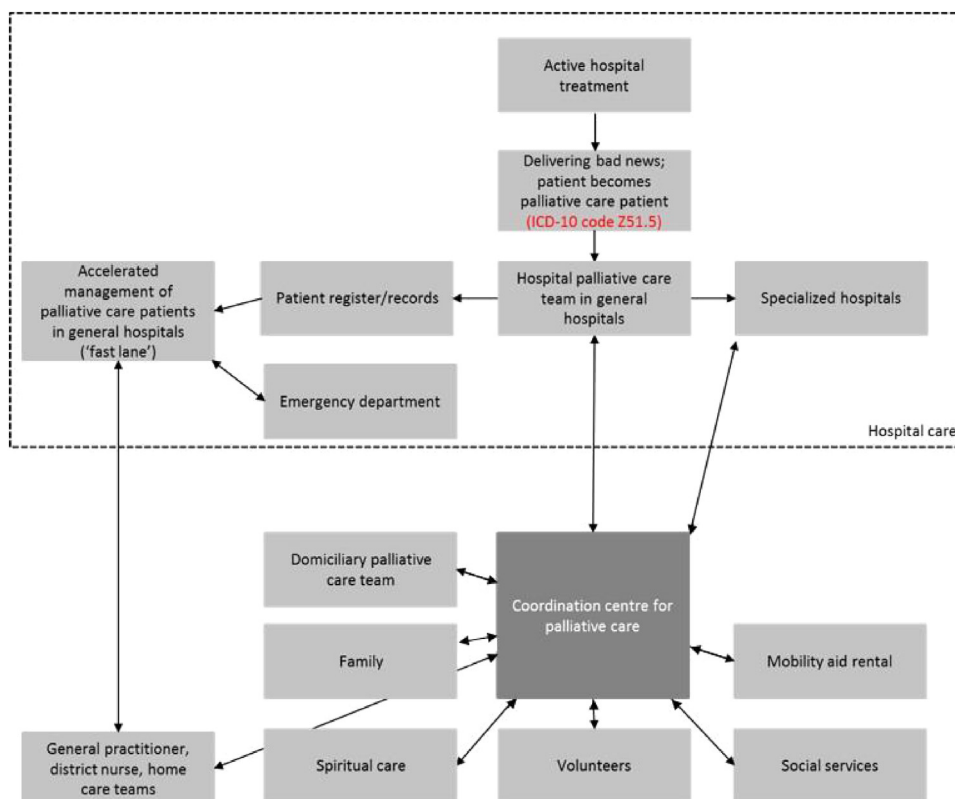 Active hospital
treatment
Delivering bad news;
patient becomes
palliative care patient
(ICD-10 code Z51.5)
Accelerated
management of
palliative care patients
in general hospitals
('fast lane')
Patient register/records
Hospital palliative care
team in general
hospitals
Specialized hospitals
Emergency department
Hospital care
Domiciliary palliative
care team
Coordination centre for
palliative care
Family
Mobility aid rental
General practitioner,
district nurse, home
care teams
Spiritual care
Volunteers
Social services